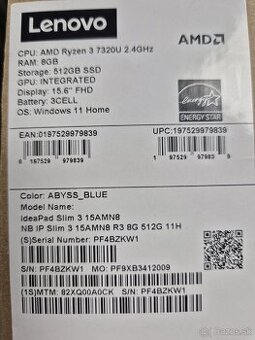 Lenovo
AMD
CPU: AMD Ryzen 3 7320U 2.4GHz
RAM: 8GB
Storage: 512GB SSD
GPU: INTEGRATED
Display: 15.6" FHD
Battery: 3CELL
OS: Windows 11 Home
ENERGY STAR
EAN:0197529979839
UPC:197529979839
0 197529 979839
1 97529 97983 9
Color: ABYSS_BLUE
Model Name:
IdeaPad Slim 3 15AMN8
NB IP Slim 3 15AMN8 R3 8G 512G 11H
(S)Serial Number: PF4BZKW1
S/N: PF4BZKW1 MO: PF9XB3412009
(1S)MTM: 82XQ00A0CK S/N: PF4BZKW1